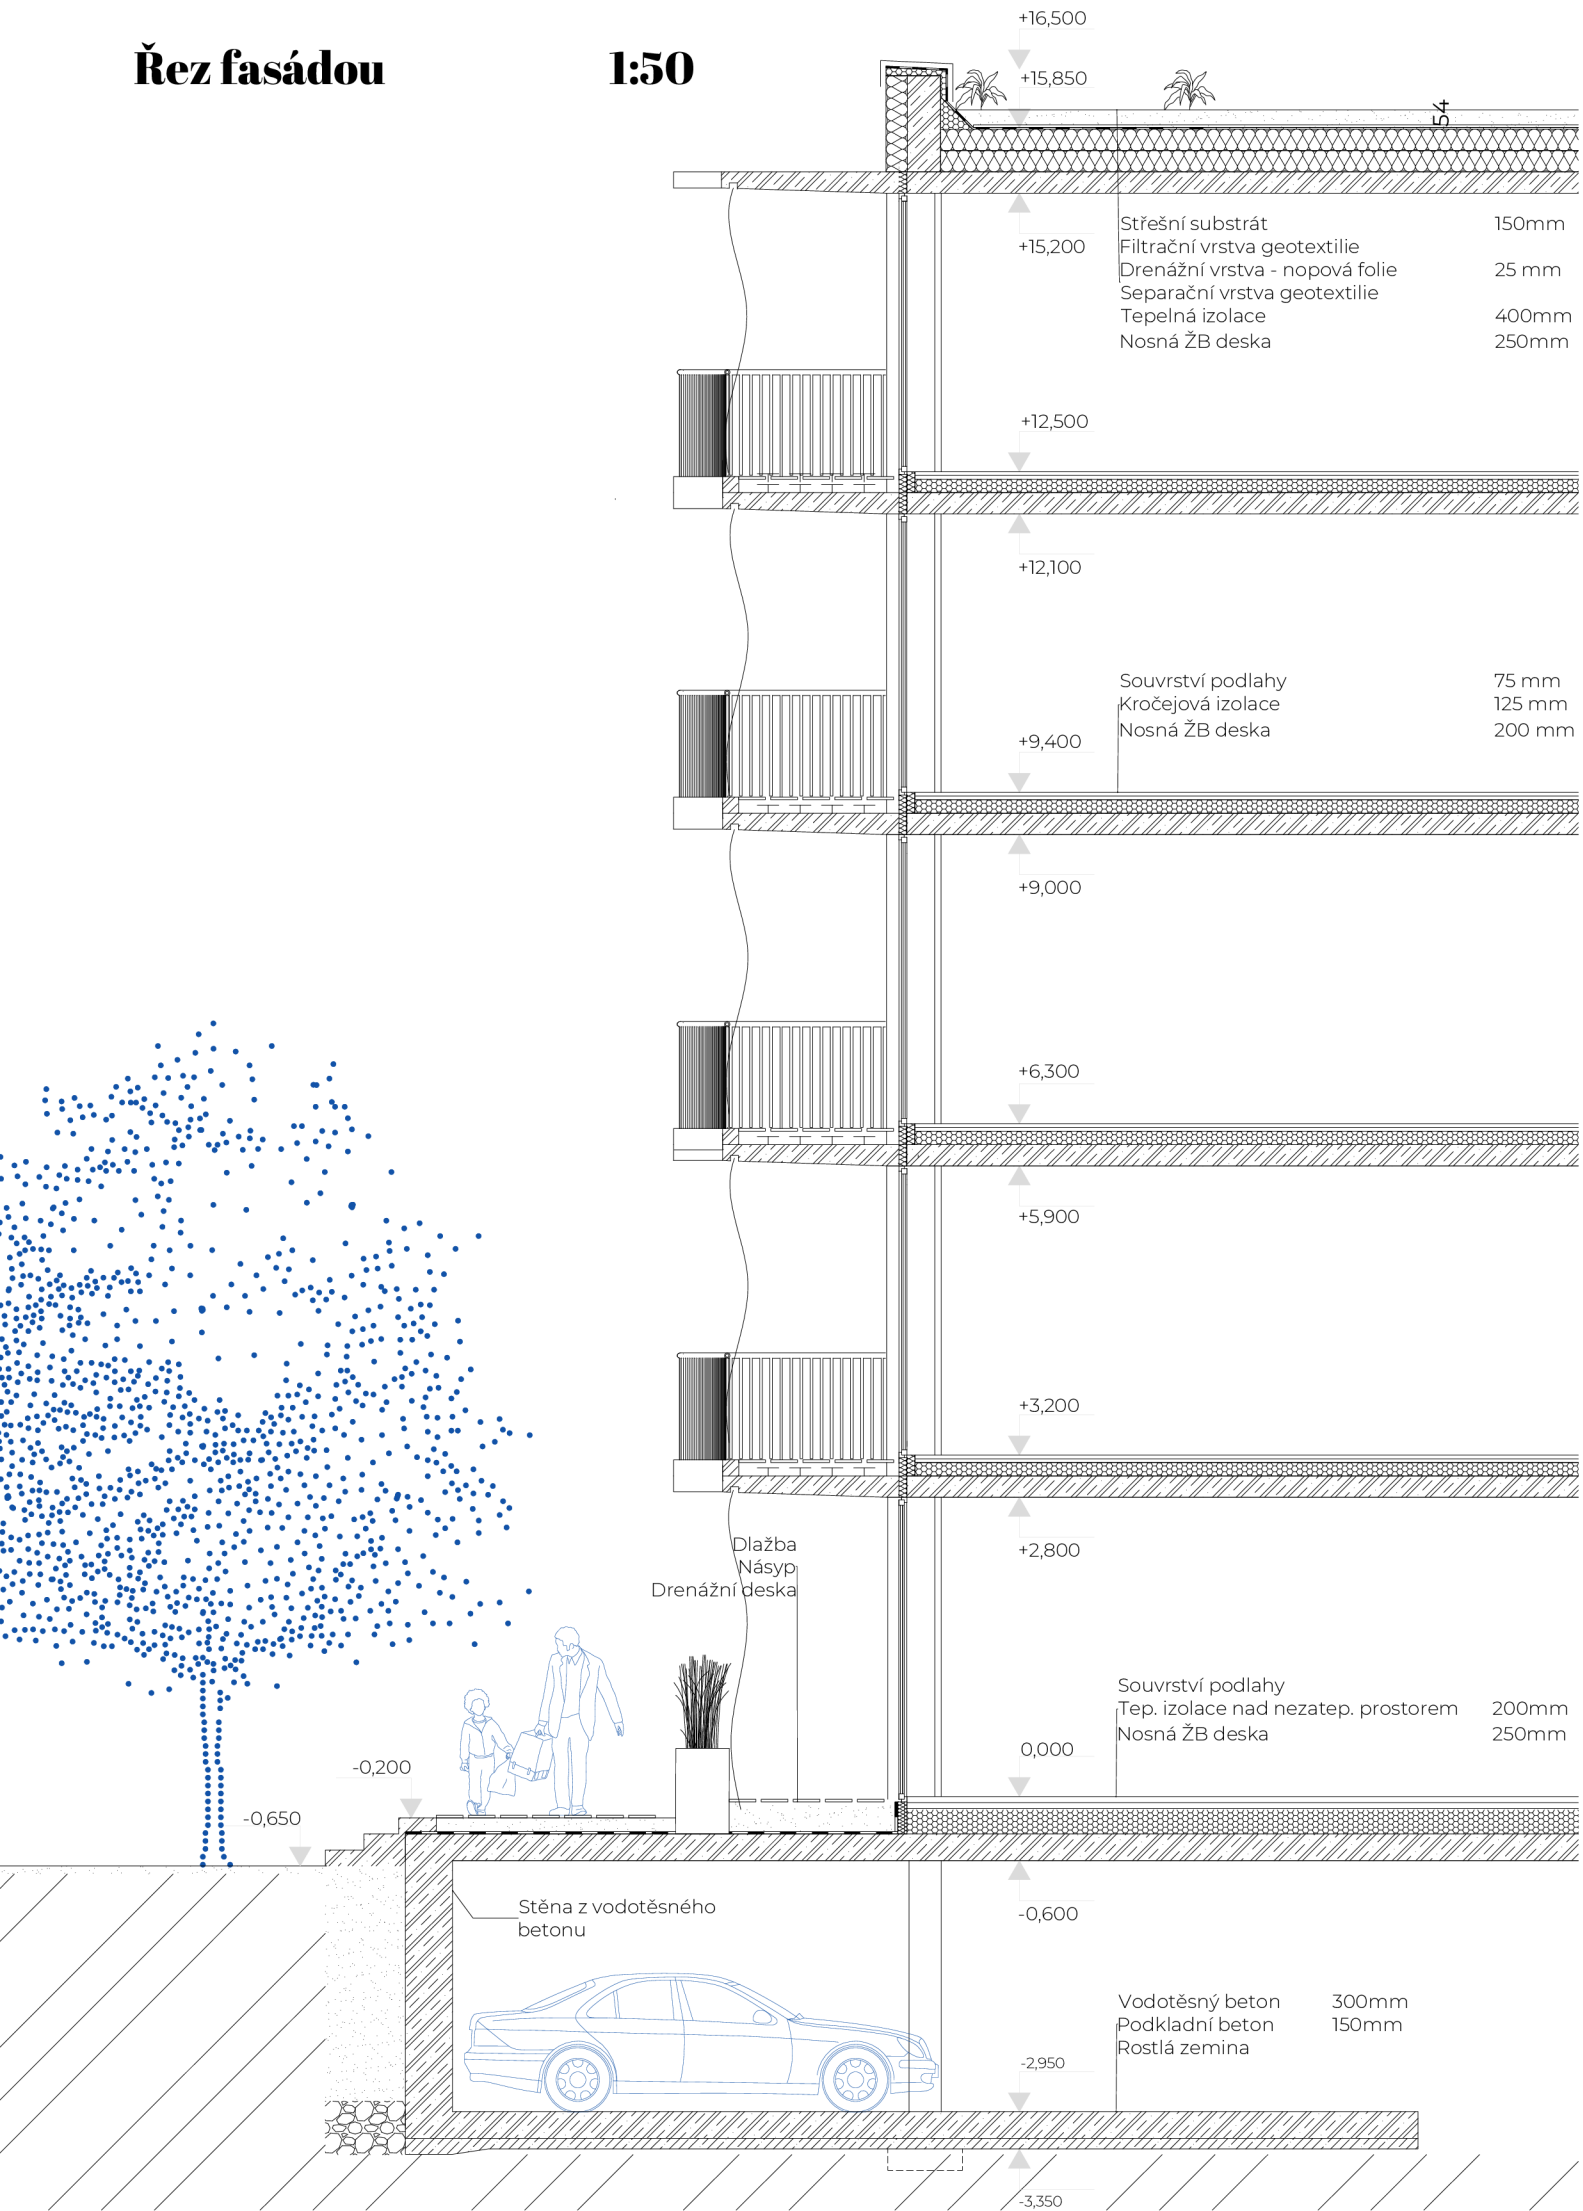 Řez fasádou 1:50
+16,500
+15,850
54
+15,200
Střešní substrát 150mm
Filtrační vrstva geotextilie
Drenážní vrstva - nopová folie 25 mm
Separační vrstva geotextilie
Tepelná izolace 400mm
Nosná ŽB deska 250mm
+12,500
+12,100
Souvrství podlahy 75 mm
Kročejová izolace 125 mm
Nosná ŽB deska 200 mm
+9,400
+9,000
+6,300
+5,900
+3,200
+2,800
Dlažba
Násyp
Drenážní deska
Souvrství podlahy
Tep. izolace nad nezatep. prostorem 200mm
Nosná ŽB deska 250mm
0,000
-0,200
-0,650
Stěna z vodotěsného
betonu
-0,600
Vodotěsný beton 300mm
Podkladní beton 150mm
Rostlá zemina
-2,950
-3,350